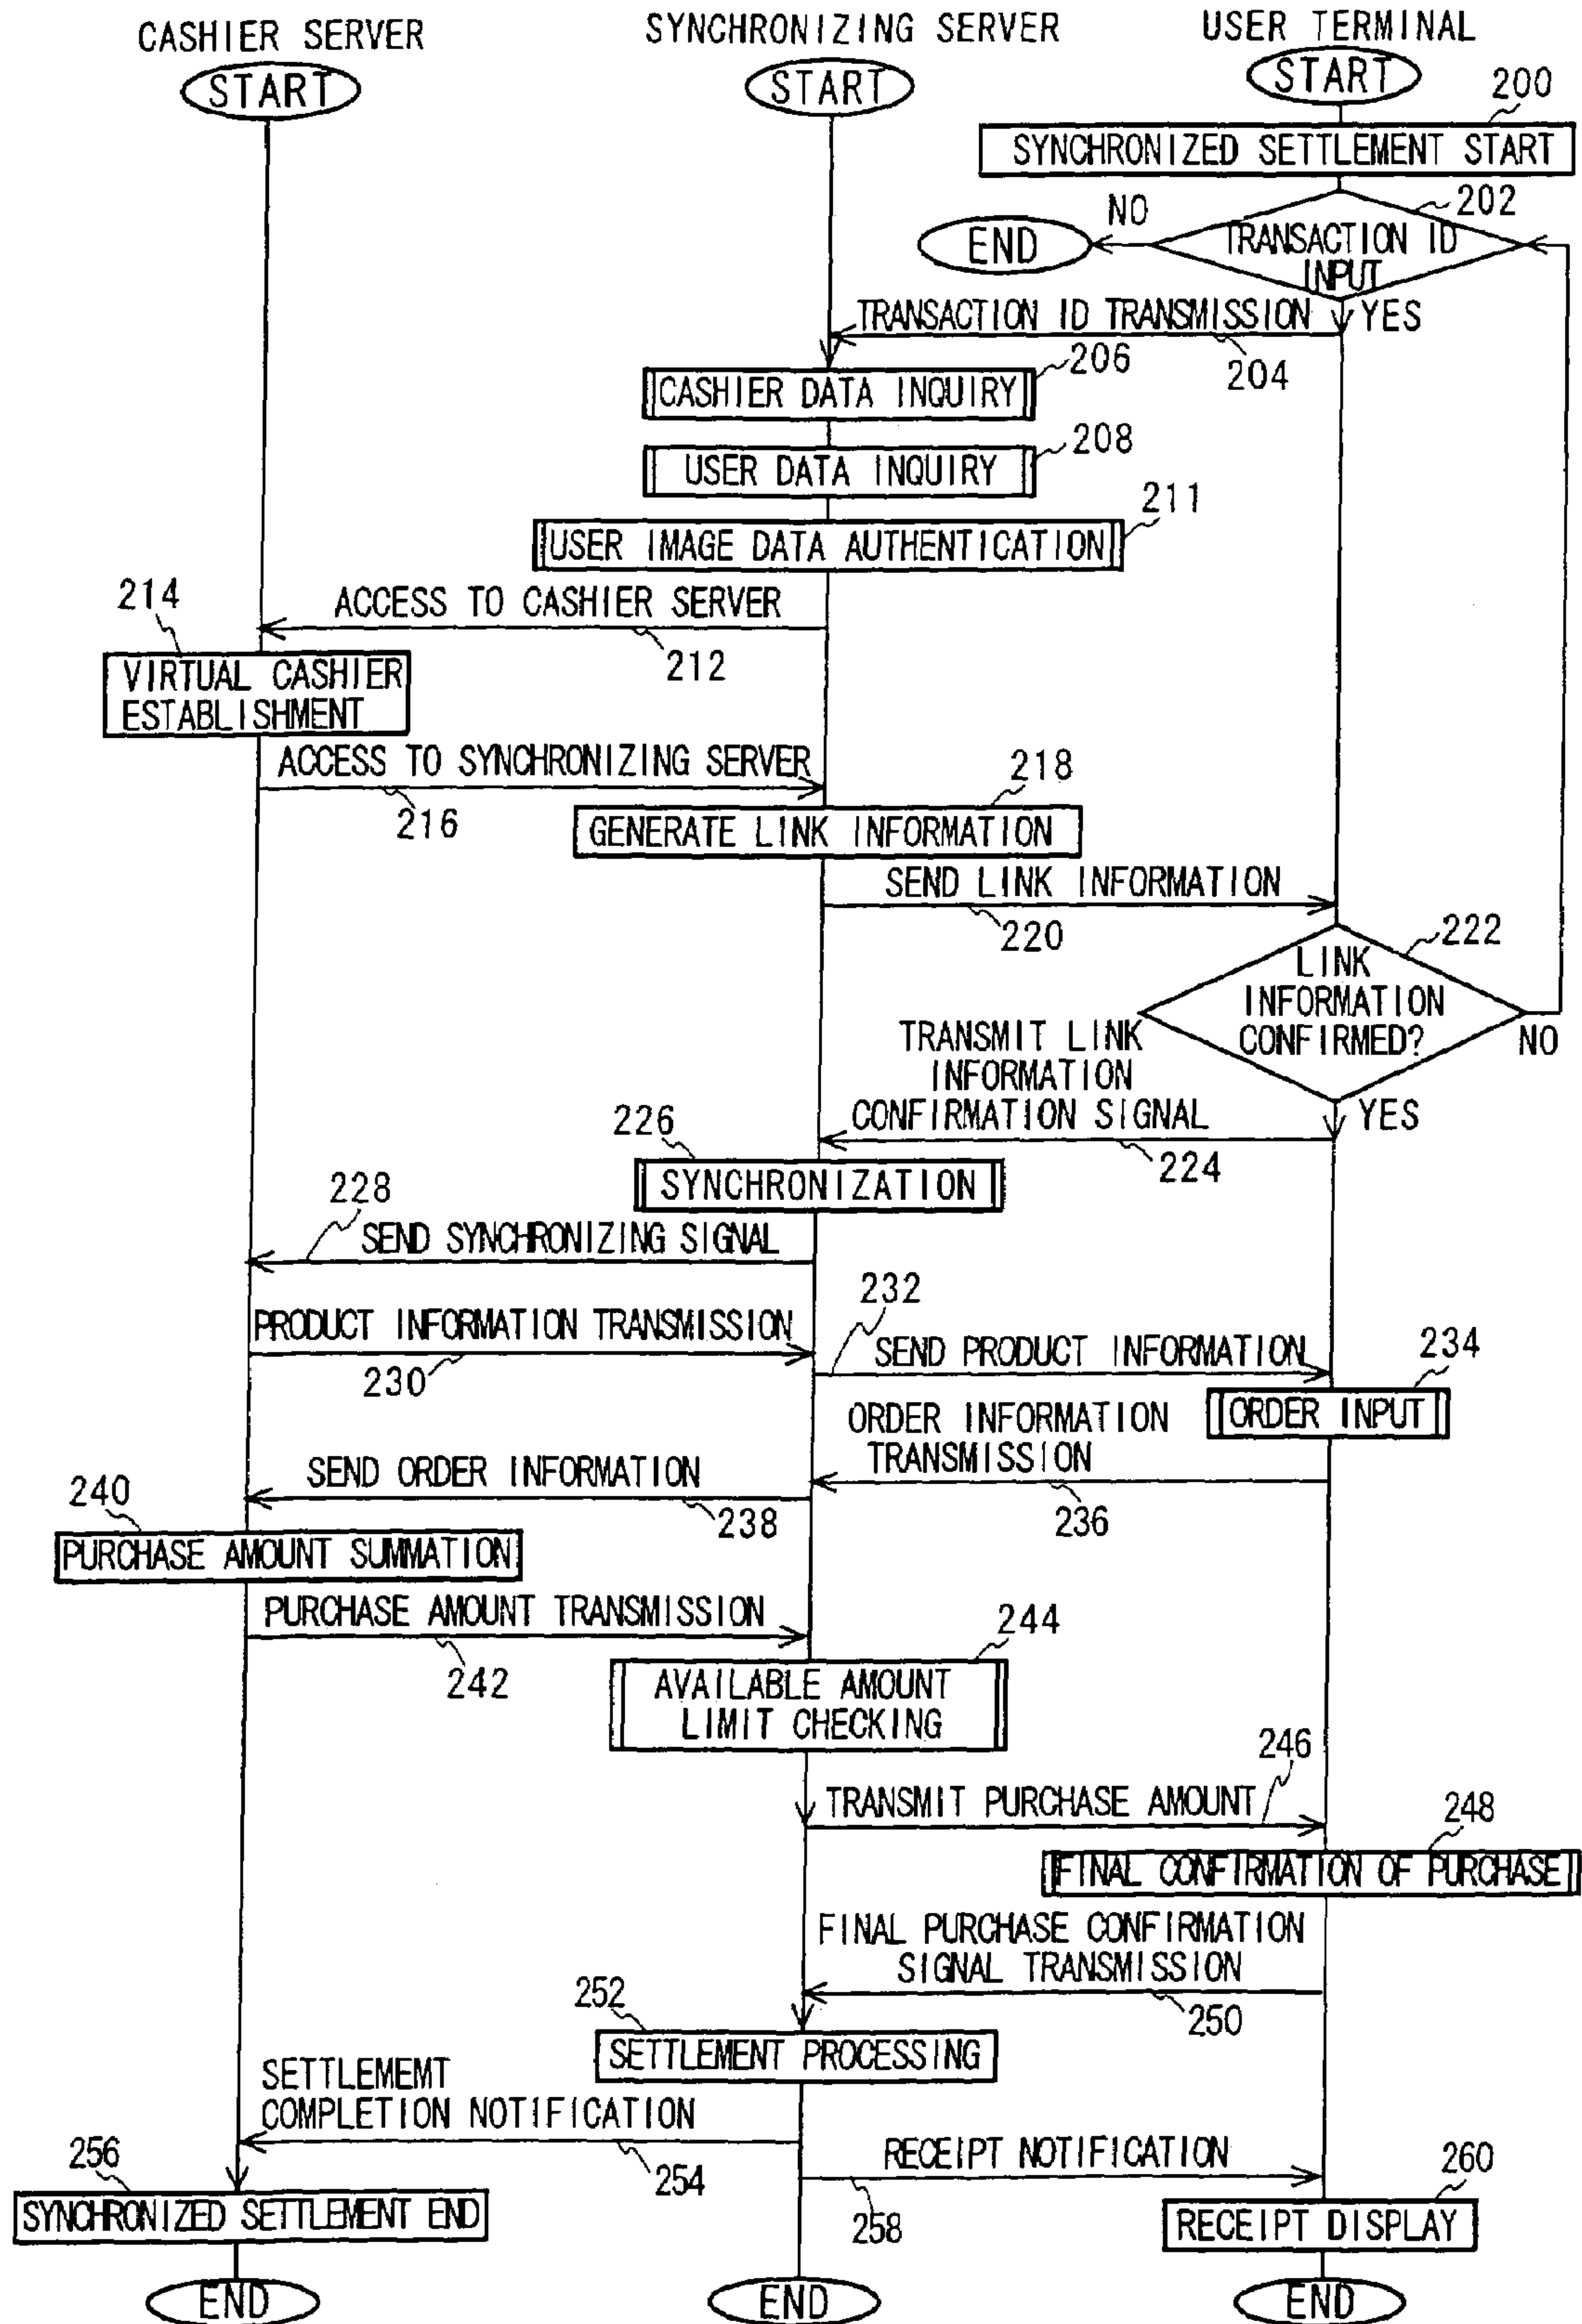 CASHIER SERVER
SYNCHRONIZING SERVER
USER TERMINAL
START
START
START
200
SYNCHRONIZED SETTLEMENT START
202
NO
END
TRANSACTION ID
INPUT
TRANSACTION ID TRANSMISSION
YES
204
206
CASHIER DATA INQUIRY
208
USER DATA INQUIRY
211
USER IMAGE DATA AUTHENTICATION
214
ACCESS TO CASHIER SERVER
212
VIRTUAL CASHIER
ESTABLISHMENT
ACCESS TO SYNCHRONIZING SERVER
216
218
GENERATE LINK INFORMATION
SEND LINK INFORMATION
220
222
LINK
INFORMATION
CONFIRMED?
NO
TRANSMIT LINK
INFORMATION
CONFIRMATION SIGNAL
YES
224
226
SYNCHRONIZATION
228
SEND SYNCHRONIZING SIGNAL
PRODUCT INFORMATION TRANSMISSION
230
232
SEND PRODUCT INFORMATION
234
ORDER INPUT
ORDER INFORMATION
TRANSMISSION
236
SEND ORDER INFORMATION
238
240
PURCHASE AMOUNT SUMMATION
PURCHASE AMOUNT TRANSMISSION
242
244
AVAILABLE AMOUNT
LIMIT CHECKING
246
TRANSMIT PURCHASE AMOUNT
248
FINAL CONFIRMATION OF PURCHASE
FINAL PURCHASE CONFIRMATION
SIGNAL TRANSMISSION
250
252
SETTLEMENT PROCESSING
SETTLEMEMT
COMPLETION NOTIFICATION
254
256
SYNCHRONIZED SETTLEMENT END
RECEIPT NOTIFICATION
258
260
RECEIPT DISPLAY
END
END
END